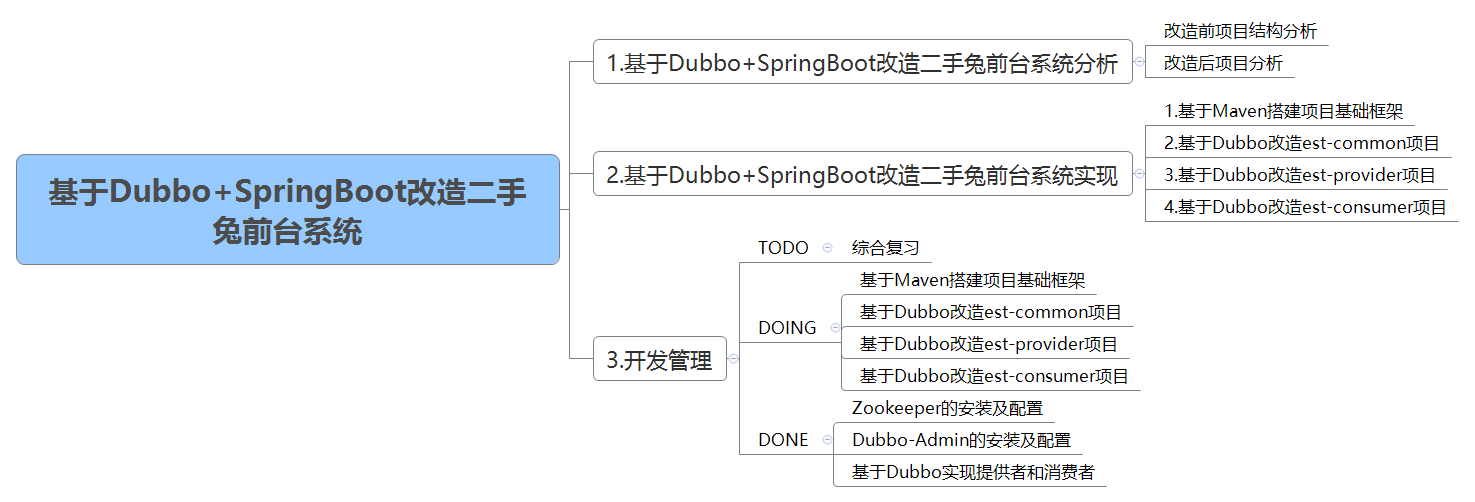 基于Dubbo+SpringBoot改造二手
兔前台系统
1.基于Dubbo+SpringBoot改造二手兔前台系统分析
改造前项目结构分析
改造后项目分析
2.基于Dubbo+SpringBoot改造二手兔前台系统实现
1.基于Maven搭建项目基础框架
2.基于Dubbo改造est-common项目
3.基于Dubbo改造est-provider项目
4.基于Dubbo改造est-consumer项目
3.开发管理
TODO
综合复习
DOING
基于Maven搭建项目基础框架
基于Dubbo改造est-common项目
基于Dubbo改造est-provider项目
基于Dubbo改造est-consumer项目
DONE
Zookeeper的安装及配置
Dubbo-Admin的安装及配置
基于Dubbo实现提供者和消费者